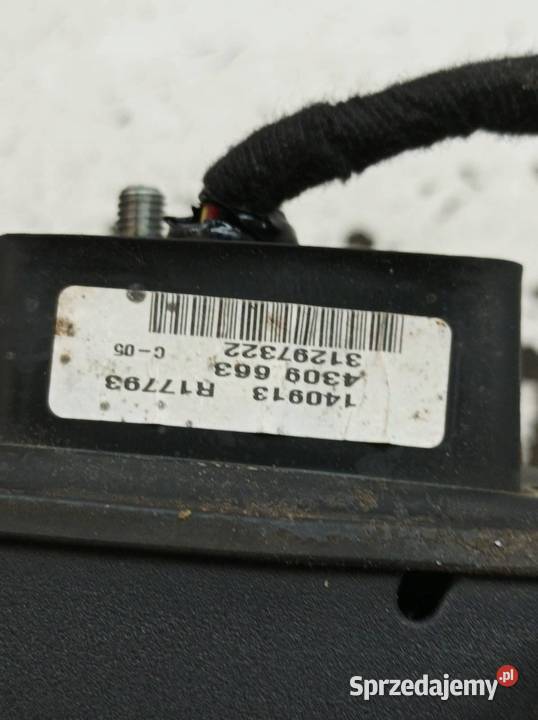 140913 R17793
4309 663
31297322 C-05
Sprzedajemy.pl